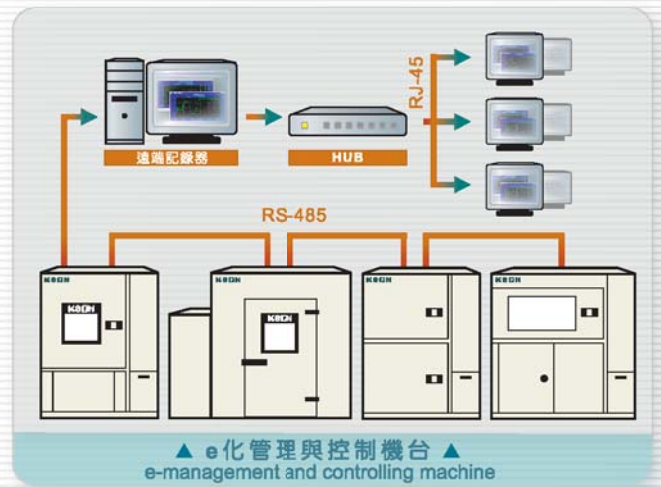 RJ-45
遠端記錄器
HUB
RS-485
KSON
KSON
KSON
KSON
KSON
KSON
▲ e化管理與控制機台 ▲
e-management and controlling machine